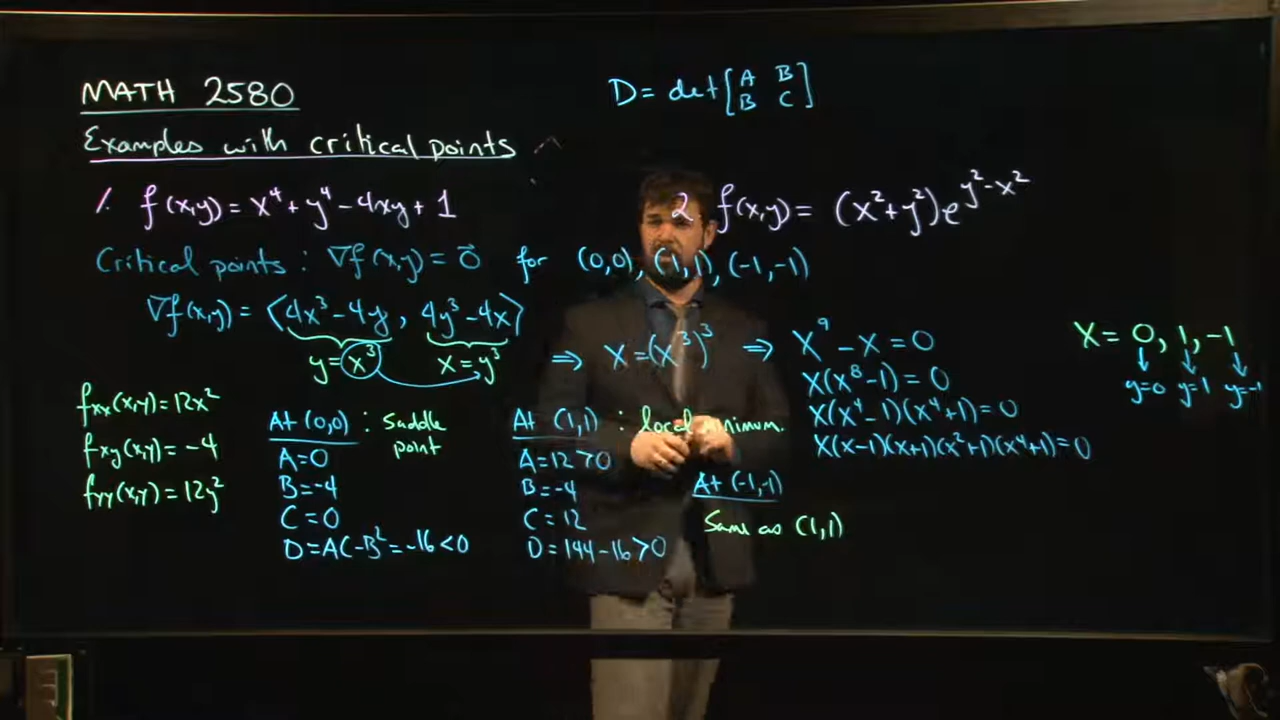 MATH 2580
D = det[A B
B C]
Examples with critical points
1. f(x,y) = x⁴ + y⁴ - 4xy + 1
2 f(x,y) = (x²+y²)e^{y²-x²}
Critical points : ∇f(x,y) = 0⃗ for (0,0), (1,1), (-1,-1)
∇f(x,y) = ⟨4x³-4y, 4y³-4x⟩
y = x³ x = y³ ⇒ x = (x³)³ ⇒ x⁹ - x = 0
x(x⁸-1) = 0
x(x⁴-1)(x⁴+1) = 0
x(x-1)(x+1)(x²+1)(x⁴+1) = 0
x = 0, 1, -1
y=0 y=1 y=-1
fxx(x,y) = 12x²
fxy(x,y) = -4
fyy(x,y) = 12y²
At (0,0) : Saddle point
A=0
B=-4
C=0
D=AC-B²=-16<0
At (1,1) : local minimum.
A=12>0
B=-4
C=12
D=144-16>0
At (-1,-1)
Same as (1,1)